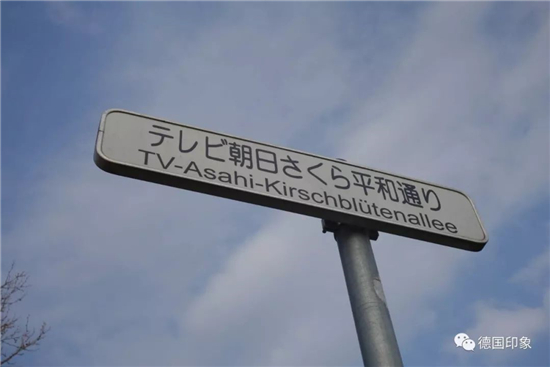 テレビ朝日さくら平和通り
TV-Asahi-Kirschblütenallee
德国印象